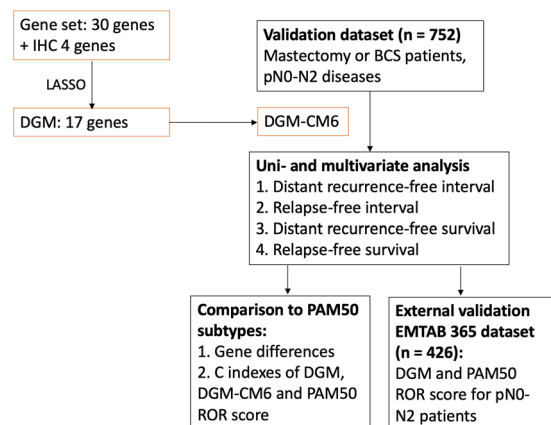 Gene set: 30 genes
+ IHC 4 genes
LASSO
DGM: 17 genes
DGM-CM6
Validation dataset (n = 752)
Mastectomy or BCS patients,
pN0-N2 diseases
Uni- and multivariate analysis
1. Distant recurrence-free interval
2. Relapse-free interval
3. Distant recurrence-free survival
4. Relapse-free survival
Comparison to PAM50
subtypes:
1. Gene differences
2. C indexes of DGM,
DGM-CM6 and PAM50
ROR score
External validation
EMTAB 365 dataset
(n = 426):
DGM and PAM50
ROR score for pN0-
N2 patients